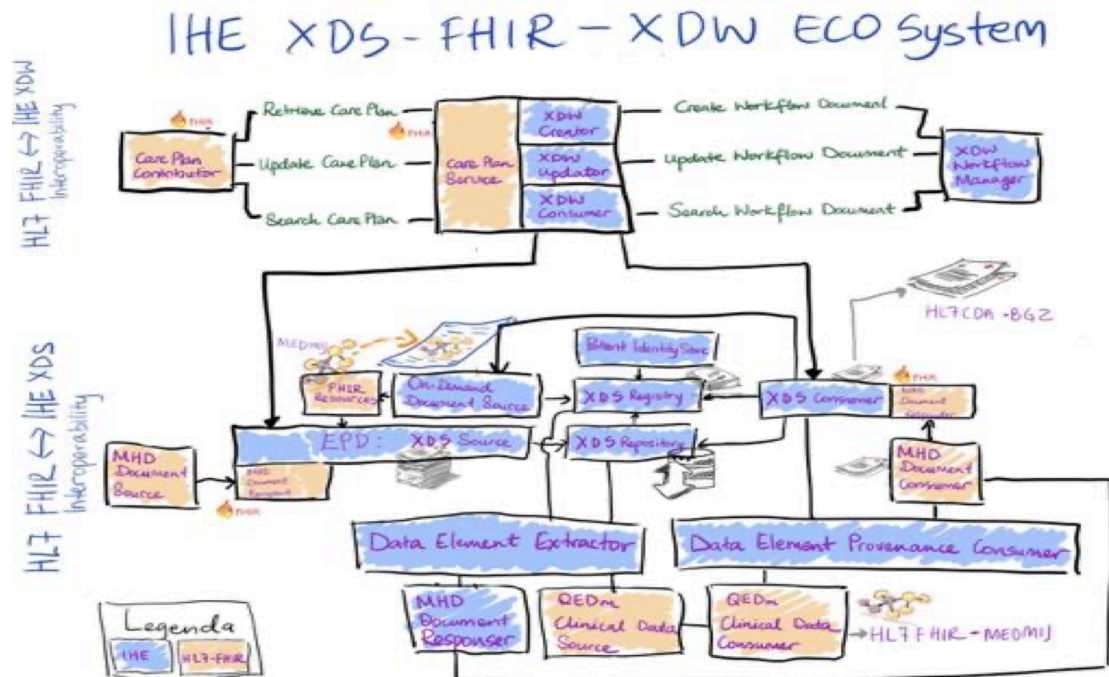 IHE XDS-FHIR-XDW ECO System
HL7 FHIR ↔ IHE XDW
Interoperability
FHIR
Retrieve Care Plan
Care Plan
Contributor
Update Care Plan
Search Care Plan
FHIR
Care Plan
Service
XDW
Creator
XDW
Updator
XDW
Consumer
Create Workflow Document
Update Workflow Document
Search Workflow Document
XDW
Workflow
Manager
HL7CDA-BGZ
HL7 FHIR ↔ IHE XDS
Interoperability
MEDMIJ
FHIR
Resources
On-Demand
Document Source
Patient Identity Source
XDS Registry
XDS Consumer
FHIR
MHD
Document
Responder
EPD: XDS Source
XDS Repository
MHD
Document
Source
MHD
Document
Recipient
FHIR
MHD
Document
Consumer
Data Element Extractor
Data Element Provenance Consumer
MHD
Document
Responser
QEDm
Clinical Data
Source
QEDm
Clinical Data
Consumer
HL7 FHIR-MEDMIJ
Legenda
IHE
HL7-FHIR